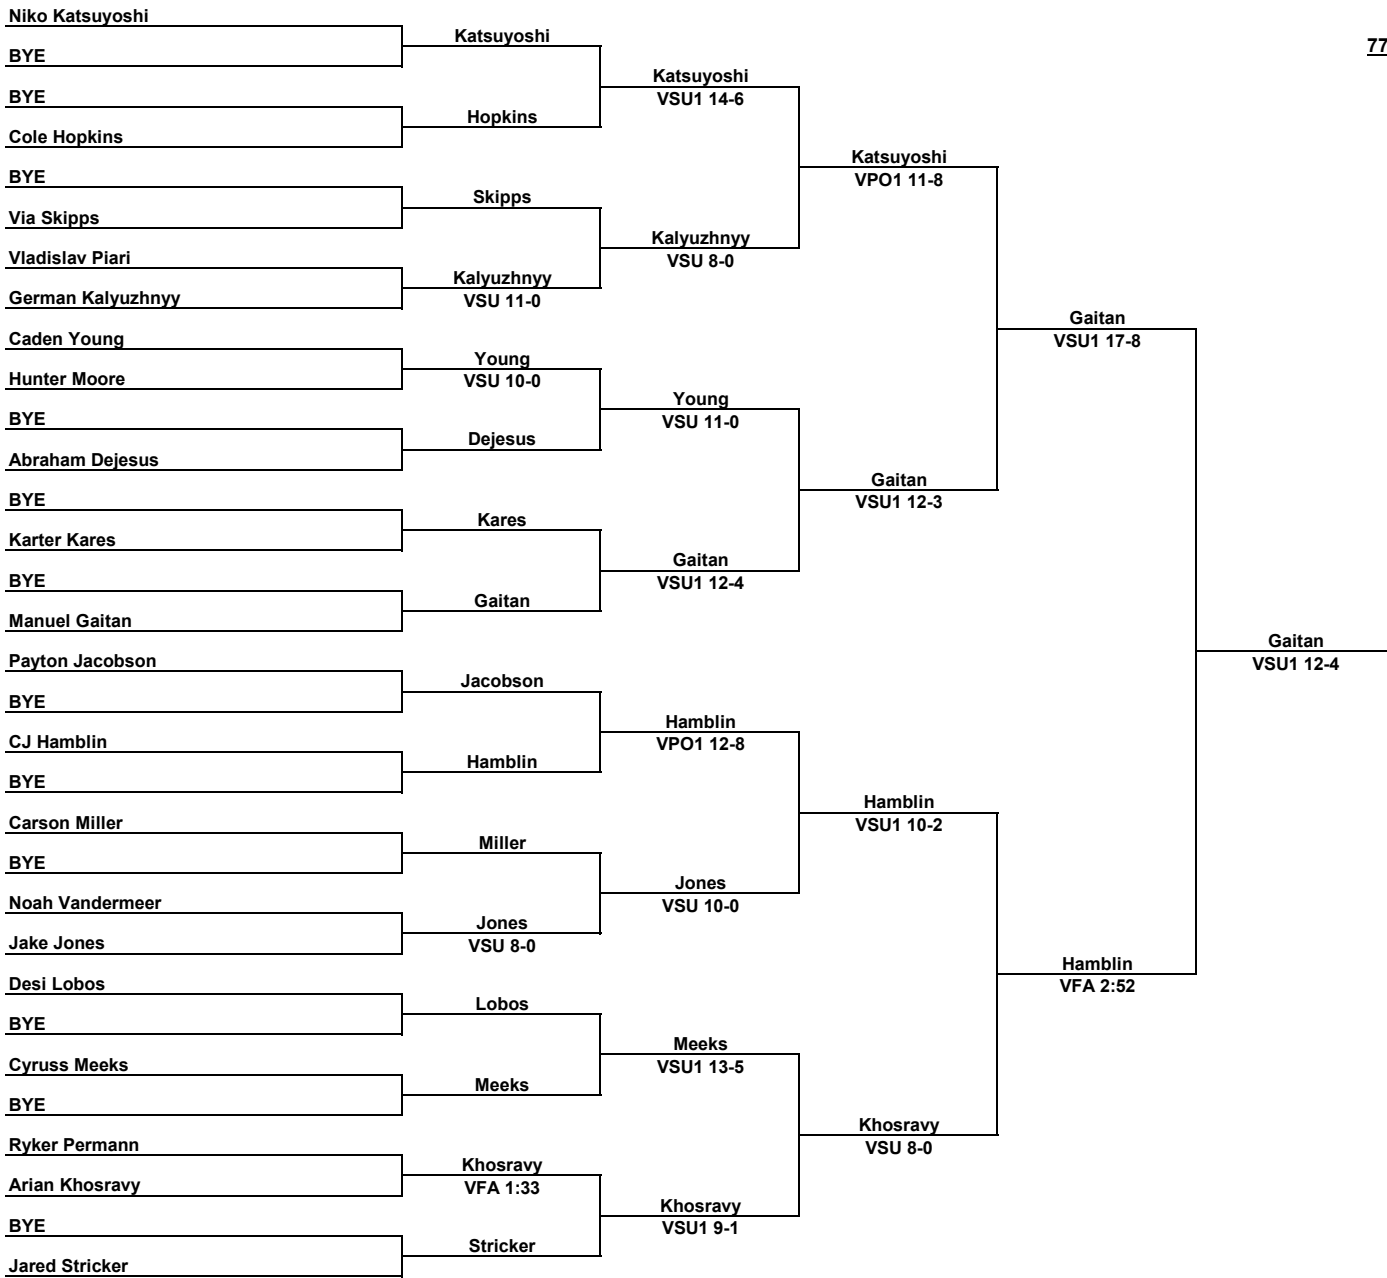 Niko Katsuyoshi
Katsuyoshi
77
BYE
Katsuyoshi
VSU1 14-6
BYE
Hopkins
Cole Hopkins
Katsuyoshi
VPO1 11-8
BYE
Skipps
Via Skipps
Kalyuzhnyy
VSU 8-0
Vladislav Piari
Kalyuzhnyy
VSU 11-0
German Kalyuzhnyy
Gaitan
VSU1 17-8
Caden Young
Young
VSU 10-0
Hunter Moore
Young
VSU 11-0
BYE
Dejesus
Abraham Dejesus
Gaitan
VSU1 12-3
BYE
Kares
Karter Kares
Gaitan
VSU1 12-4
BYE
Gaitan
Manuel Gaitan
Gaitan
VSU1 12-4
Payton Jacobson
Jacobson
BYE
Hamblin
VPO1 12-8
CJ Hamblin
Hamblin
BYE
Hamblin
VSU1 10-2
Carson Miller
Miller
BYE
Jones
VSU 10-0
Noah Vandermeer
Jones
VSU 8-0
Jake Jones
Hamblin
VFA 2:52
Desi Lobos
Lobos
BYE
Meeks
VSU1 13-5
Cyruss Meeks
Meeks
BYE
Khosravy
VSU 8-0
Ryker Permann
Khosravy
VFA 1:33
Arian Khosravy
Khosravy
VSU1 9-1
BYE
Stricker
Jared Stricker